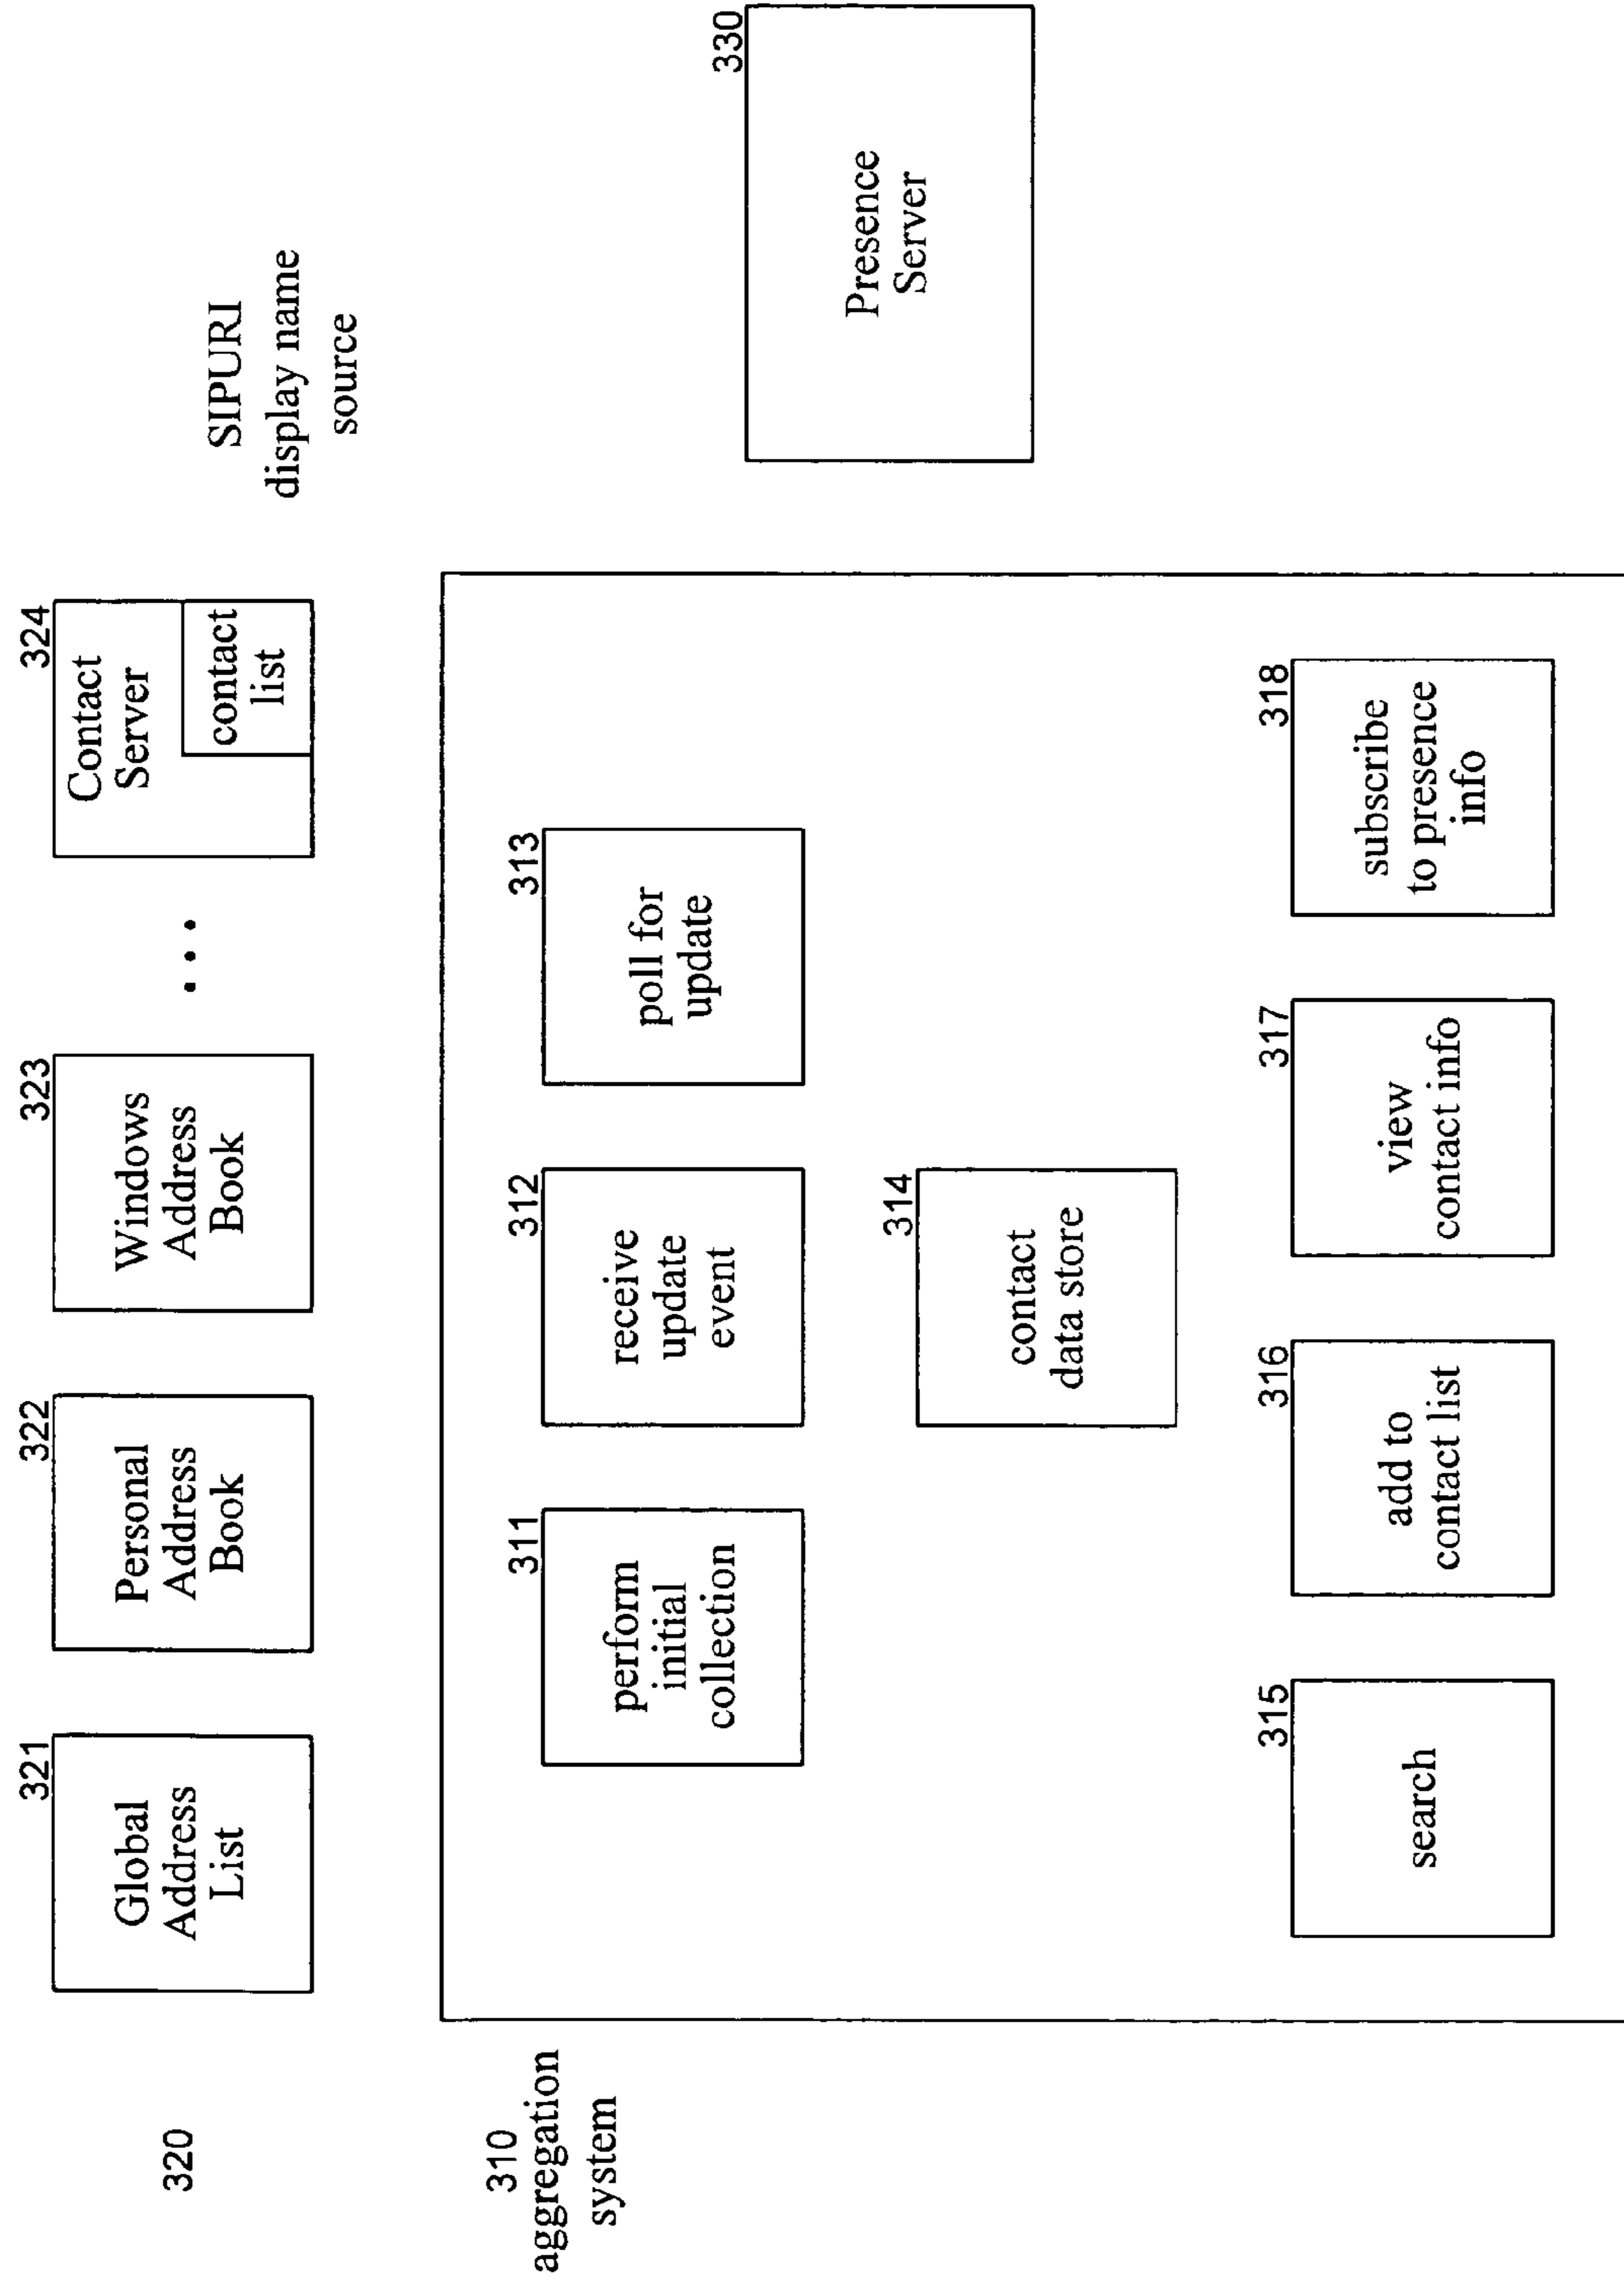 320
321
Global
Address
List
322
Personal
Address
Book
323
Windows
Address
Book
...
324
Contact
Server
contact
list
SIPURI
display name
source
310
aggregation
system
311
perform
initial
collection
312
receive
update
event
313
poll for
update
314
contact
data store
315
search
316
add to
contact list
317
view
contact info
318
subscribe
to presence
info
330
Presence
Server